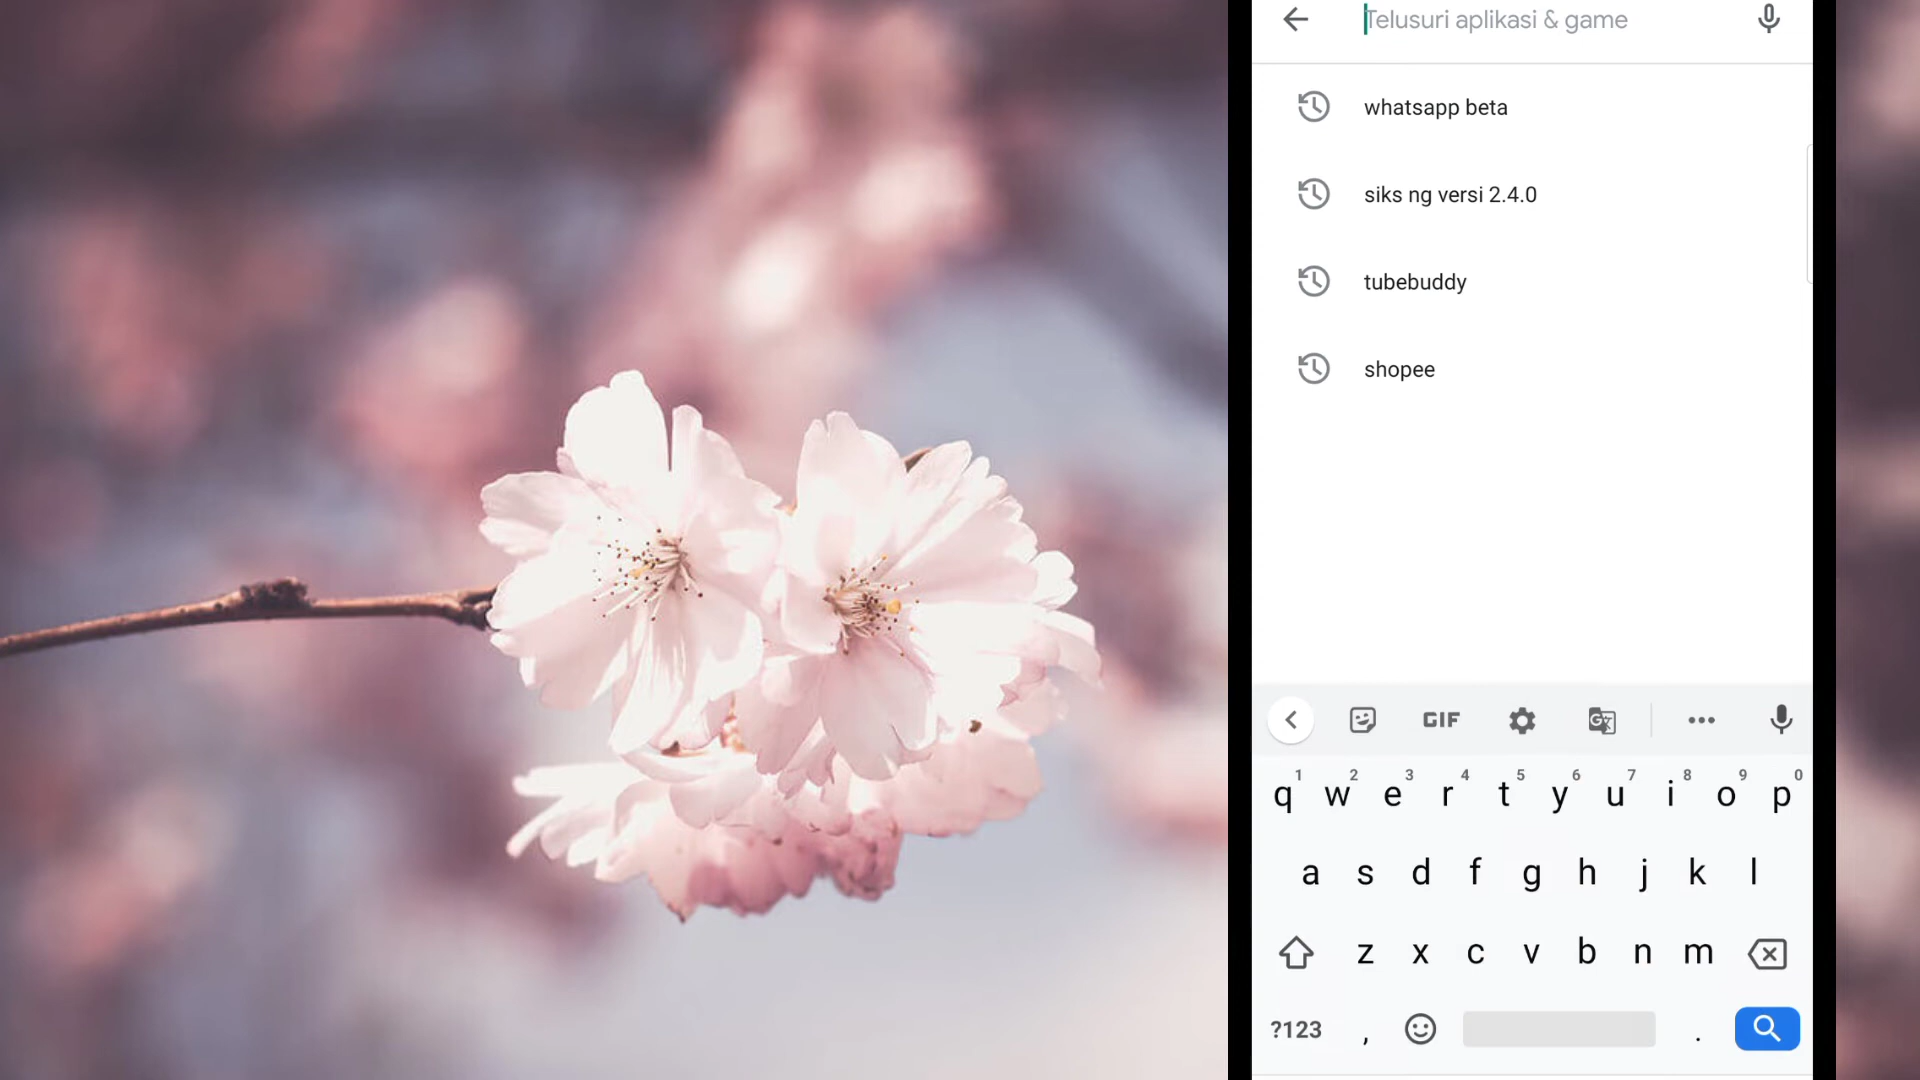 Telusuri aplikasi & game
whatsapp beta
siks ng versi 2.4.0
tubebuddy
shopee
GIF
1 2 3 4 5 6 7 8 9 0
q w e r t y u i o p
a s d f g h j k l
z x c v b n m
?123 , .